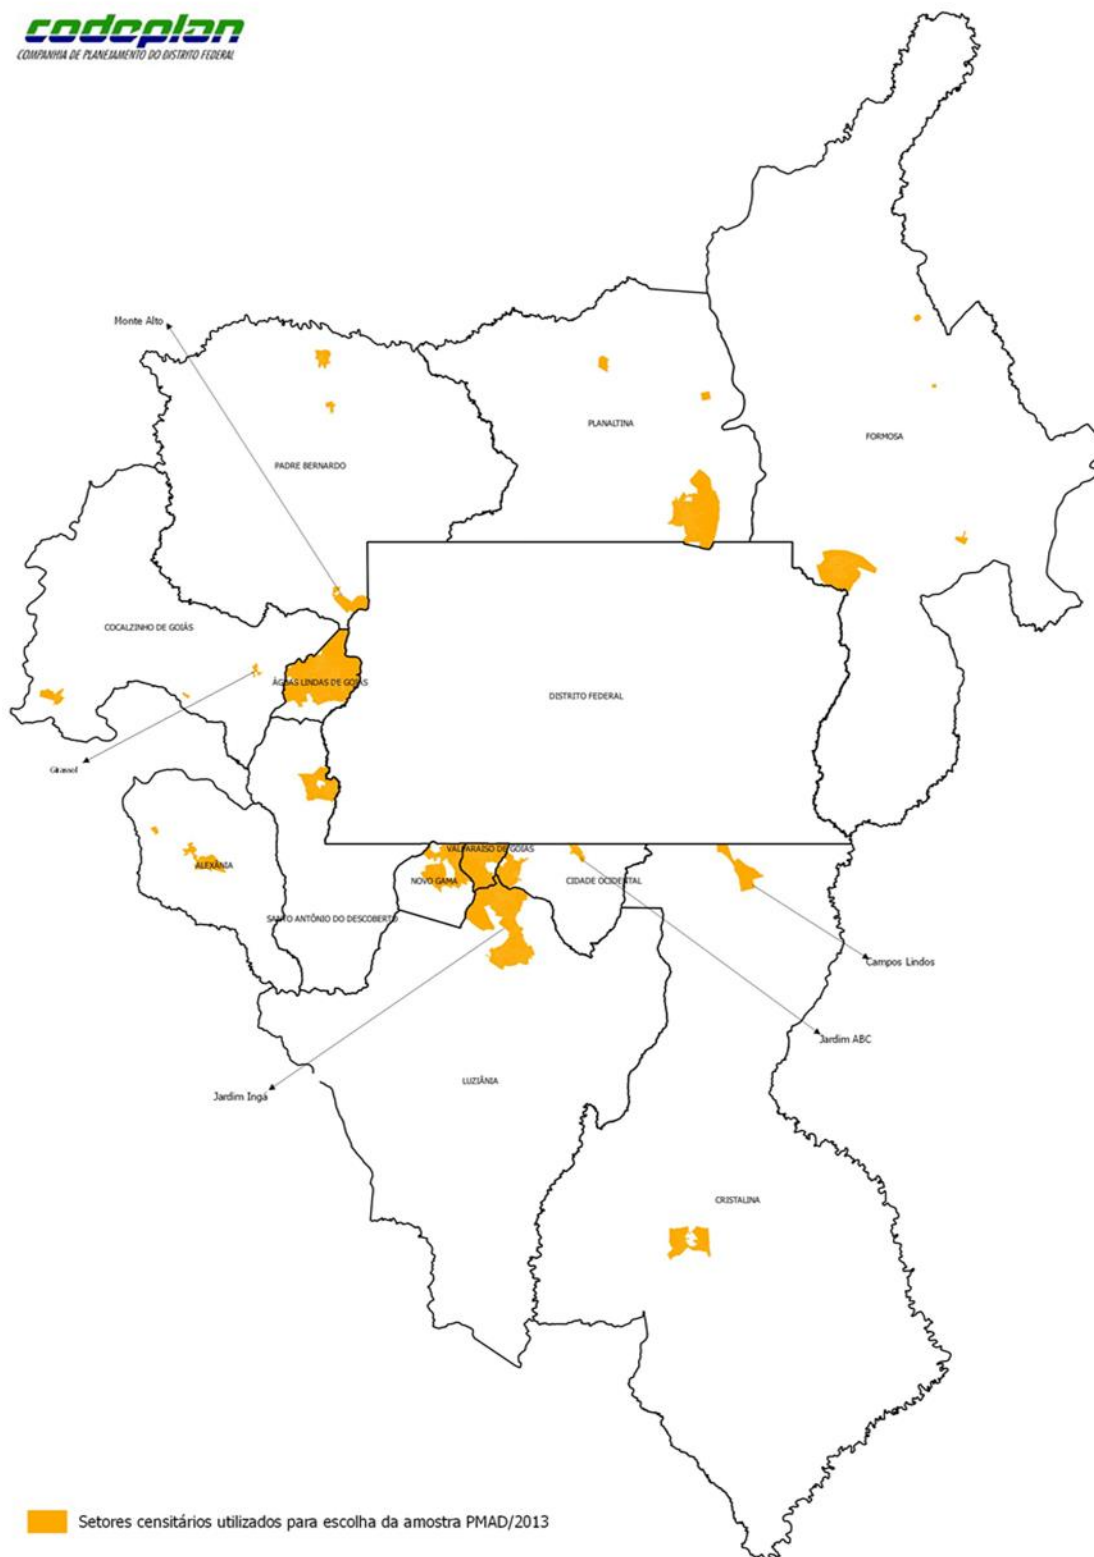 codeplan
COMPANHIA DE PLANEJAMENTO DO DISTRITO FEDERAL
Monte Alto
PLANALTINA
FORMOSA
PADRE BERNARDO
COCALZINHO DE GOIÁS
ÁGUAS LINDAS DE GOIÁS
DISTRITO FEDERAL
Girassol
VALPARAISO DE GOIAS
ALEXÂNIA
NOVO GAMA
CIDADE OCIDENTAL
SANTO ANTÔNIO DO DESCOBERTO
Campos Lindos
Jardim ABC
LUZIÂNIA
Jardim Ingá
CRISTALINA
Setores censitários utilizados para escolha da amostra PMAD/2013